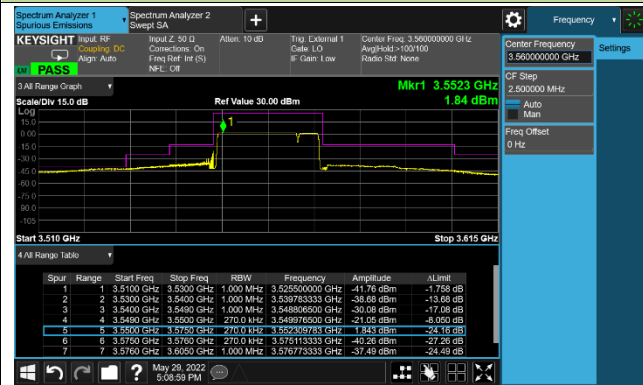 Spectrum Analyzer 1
Spurious Emissions
Spectrum Analyzer 2
Swept SA
Frequency
KEYSIGHT
Input: RF
Coupling: DC
Align: Auto
Input Z: 50 Ω
Corrections: On
Freq Ref: Int (S)
NFE: Off
Atten: 10 dB
Trig: External 1
Gate: LO
IF Gain: Low
Center Freq: 3.560000000 GHz
Avg|Hold:>100/100
Radio Std: None
PASS
3 All Range Graph
Mkr1 3.5523 GHz
1.84 dBm
Scale/Div 15.0 dB
Ref Value 30.00 dBm
Log
15.0
0.00
-15.0
-30.0
-45.0
-60.0
-75.0
-90.0
-105
1
Start 3.510 GHz
Stop 3.615 GHz
4 All Range Table
Spur Range Start Freq Stop Freq RBW Frequency Amplitude ΔLimit
1 1 3.5100 GHz 3.5300 GHz 1.000 MHz 3.525500000 GHz -41.76 dBm -1.758 dB
2 2 3.5300 GHz 3.5400 GHz 1.000 MHz 3.539783333 GHz -38.68 dBm -13.68 dB
3 3 3.5400 GHz 3.5490 GHz 1.000 MHz 3.548806500 GHz -30.08 dBm -17.08 dB
4 4 3.5490 GHz 3.5500 GHz 270.0 kHz 3.549976500 GHz -21.05 dBm -8.050 dB
5 5 3.5500 GHz 3.5750 GHz 270.0 kHz 3.552309783 GHz 1.843 dBm -24.16 dB
6 6 3.5750 GHz 3.5760 GHz 270.0 kHz 3.575113333 GHz -40.26 dBm -27.26 dB
7 7 3.5760 GHz 3.6050 GHz 1.000 MHz 3.576773333 GHz -37.49 dBm -24.49 dB
Center Frequency
3.560000000 GHz
Settings
CF Step
2.500000 MHz
Auto
Man
Freq Offset
0 Hz
May 29, 2022
5:08:59 PM